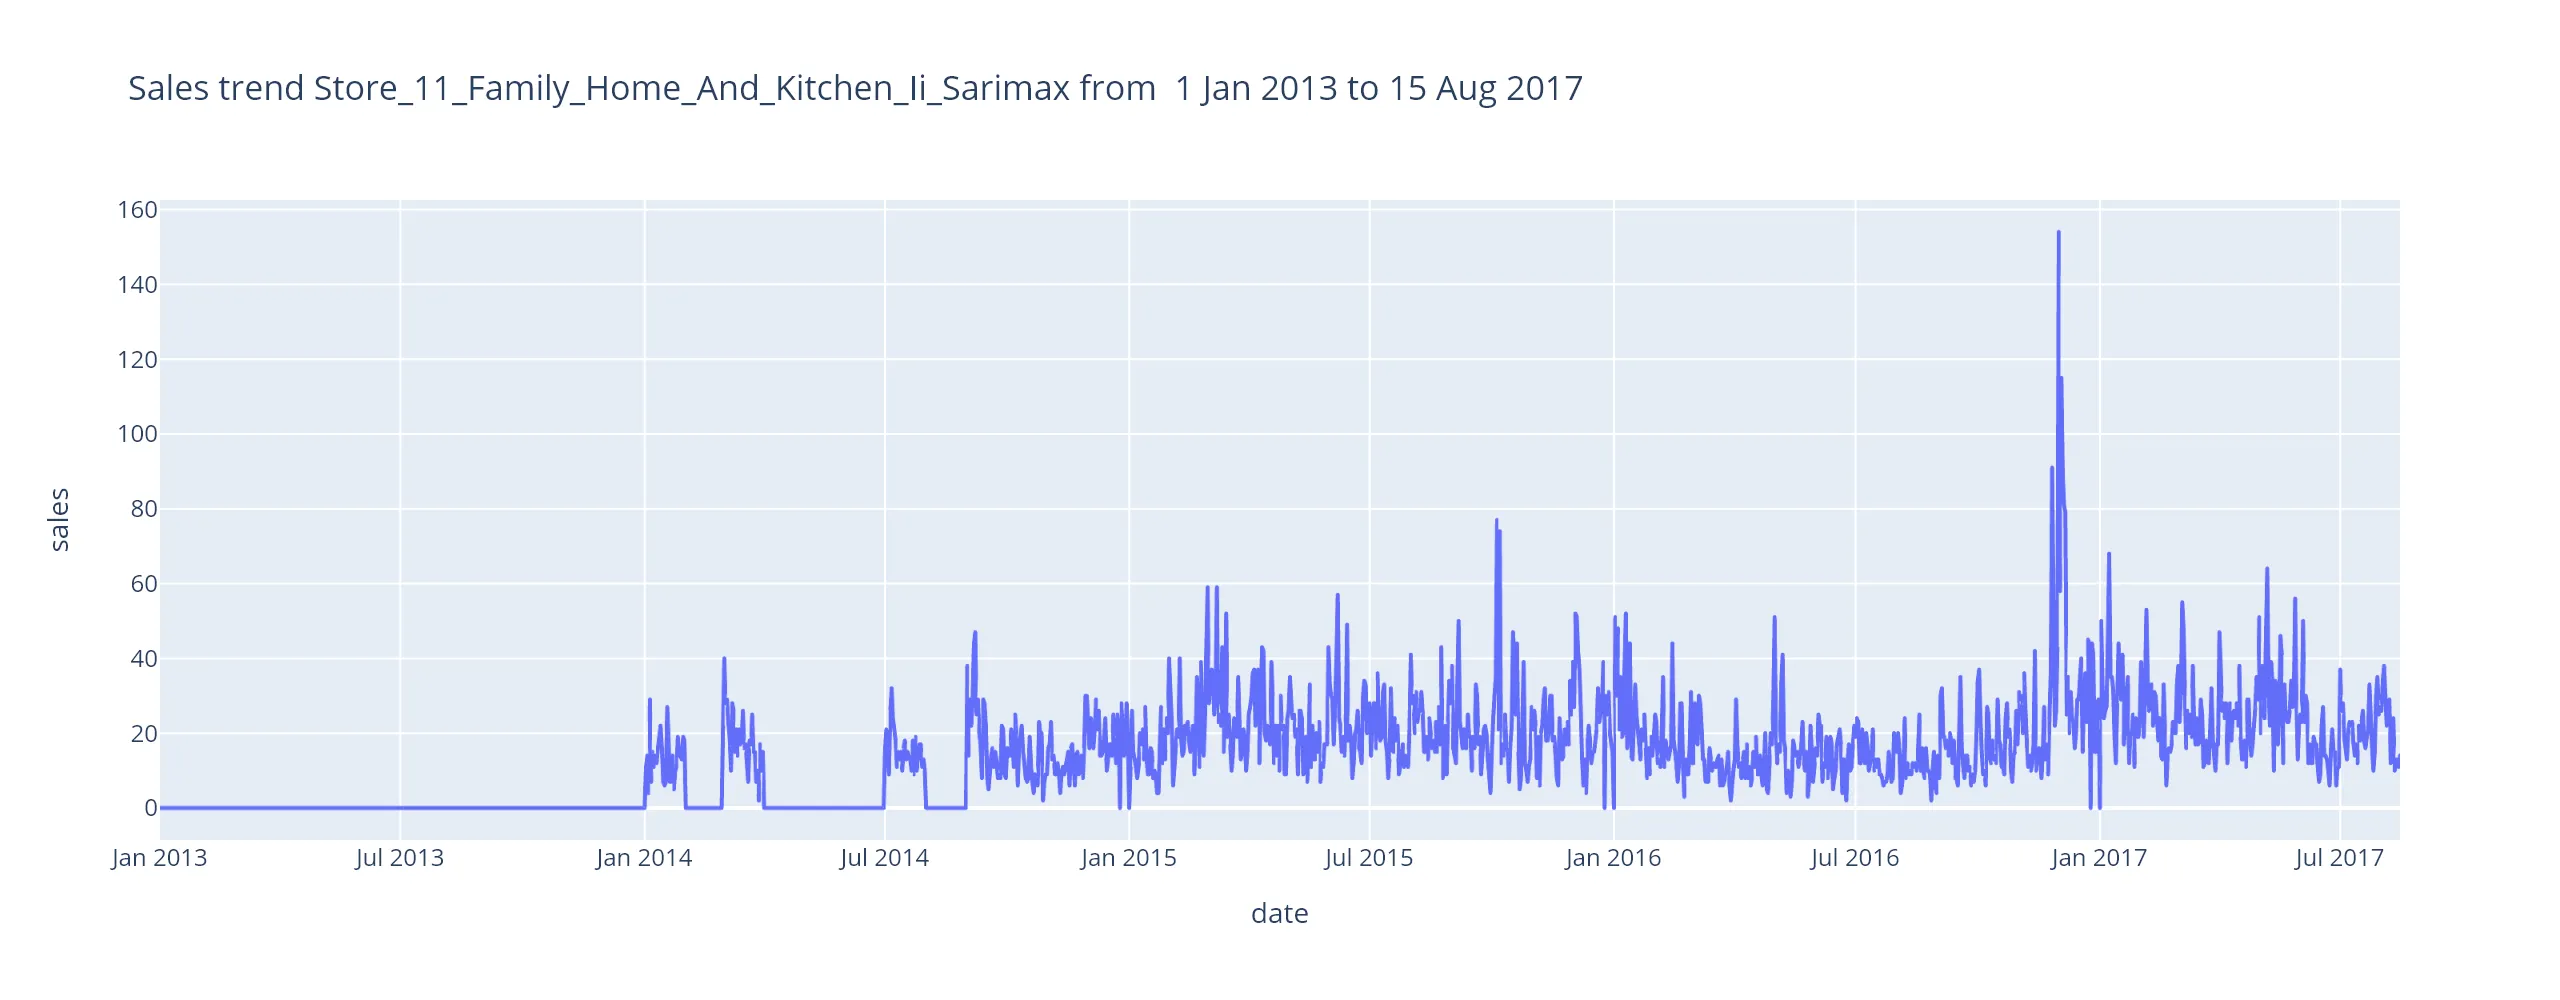 Sales trend Store_11_Family_Home_And_Kitchen_Ii_Sarimax from  1 Jan 2013 to 15 Aug 2017
160
140
120
100
80
60
40
20
0
sales
Jan 2013 Jul 2013 Jan 2014 Jul 2014 Jan 2015 Jul 2015 Jan 2016 Jul 2016 Jan 2017 Jul 2017
date